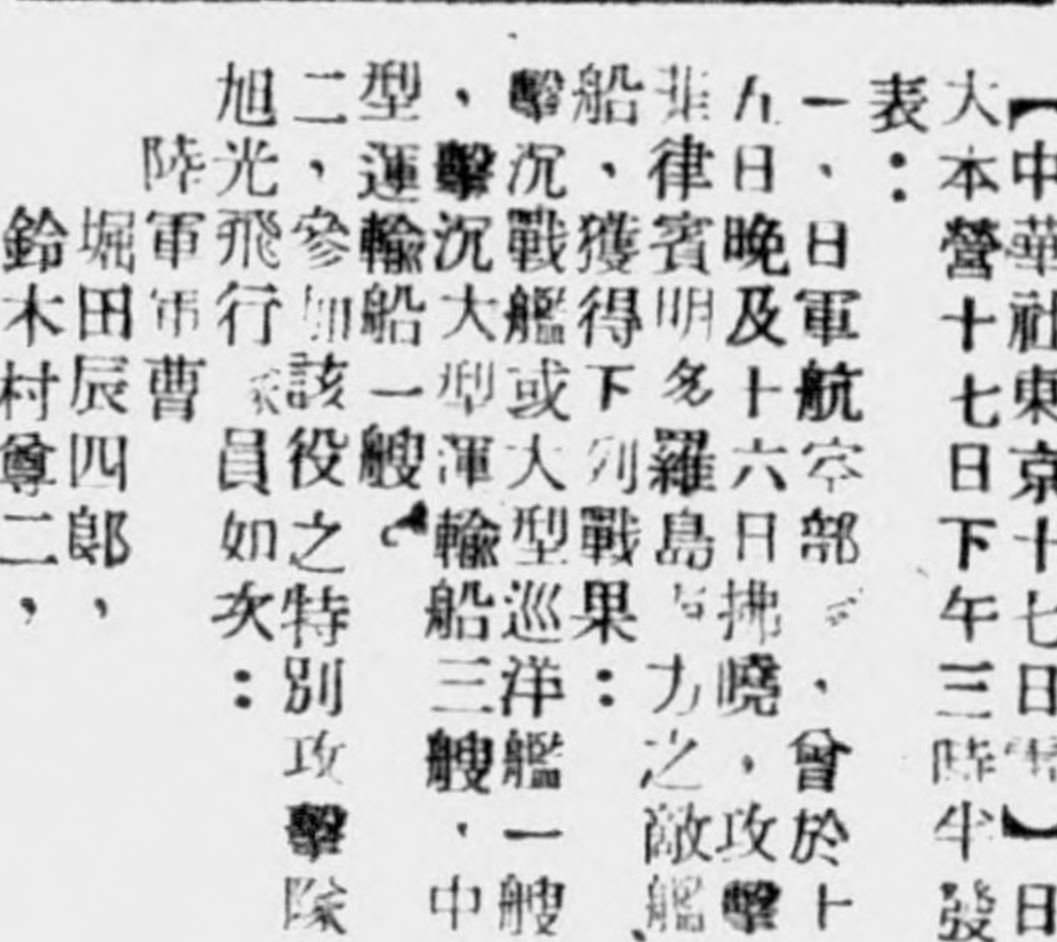 【中華社東京十七日電】日
大本營十七日下午三時半發
表：
一、日軍航空部、曾於十
五日晚及十六日拂曉，攻擊
菲律賓明多羅島方之敵艦
船、獲得下列戰果：
擊沉戰艦或大型巡洋艦一艘
，擊沉大型運輸船三艘，中
型運輸船一艘。
二，參加該役之特別攻擊隊
旭光飛行隊員如次：
陸軍軍曹
堀田辰四郎，
鈴木村尊二，